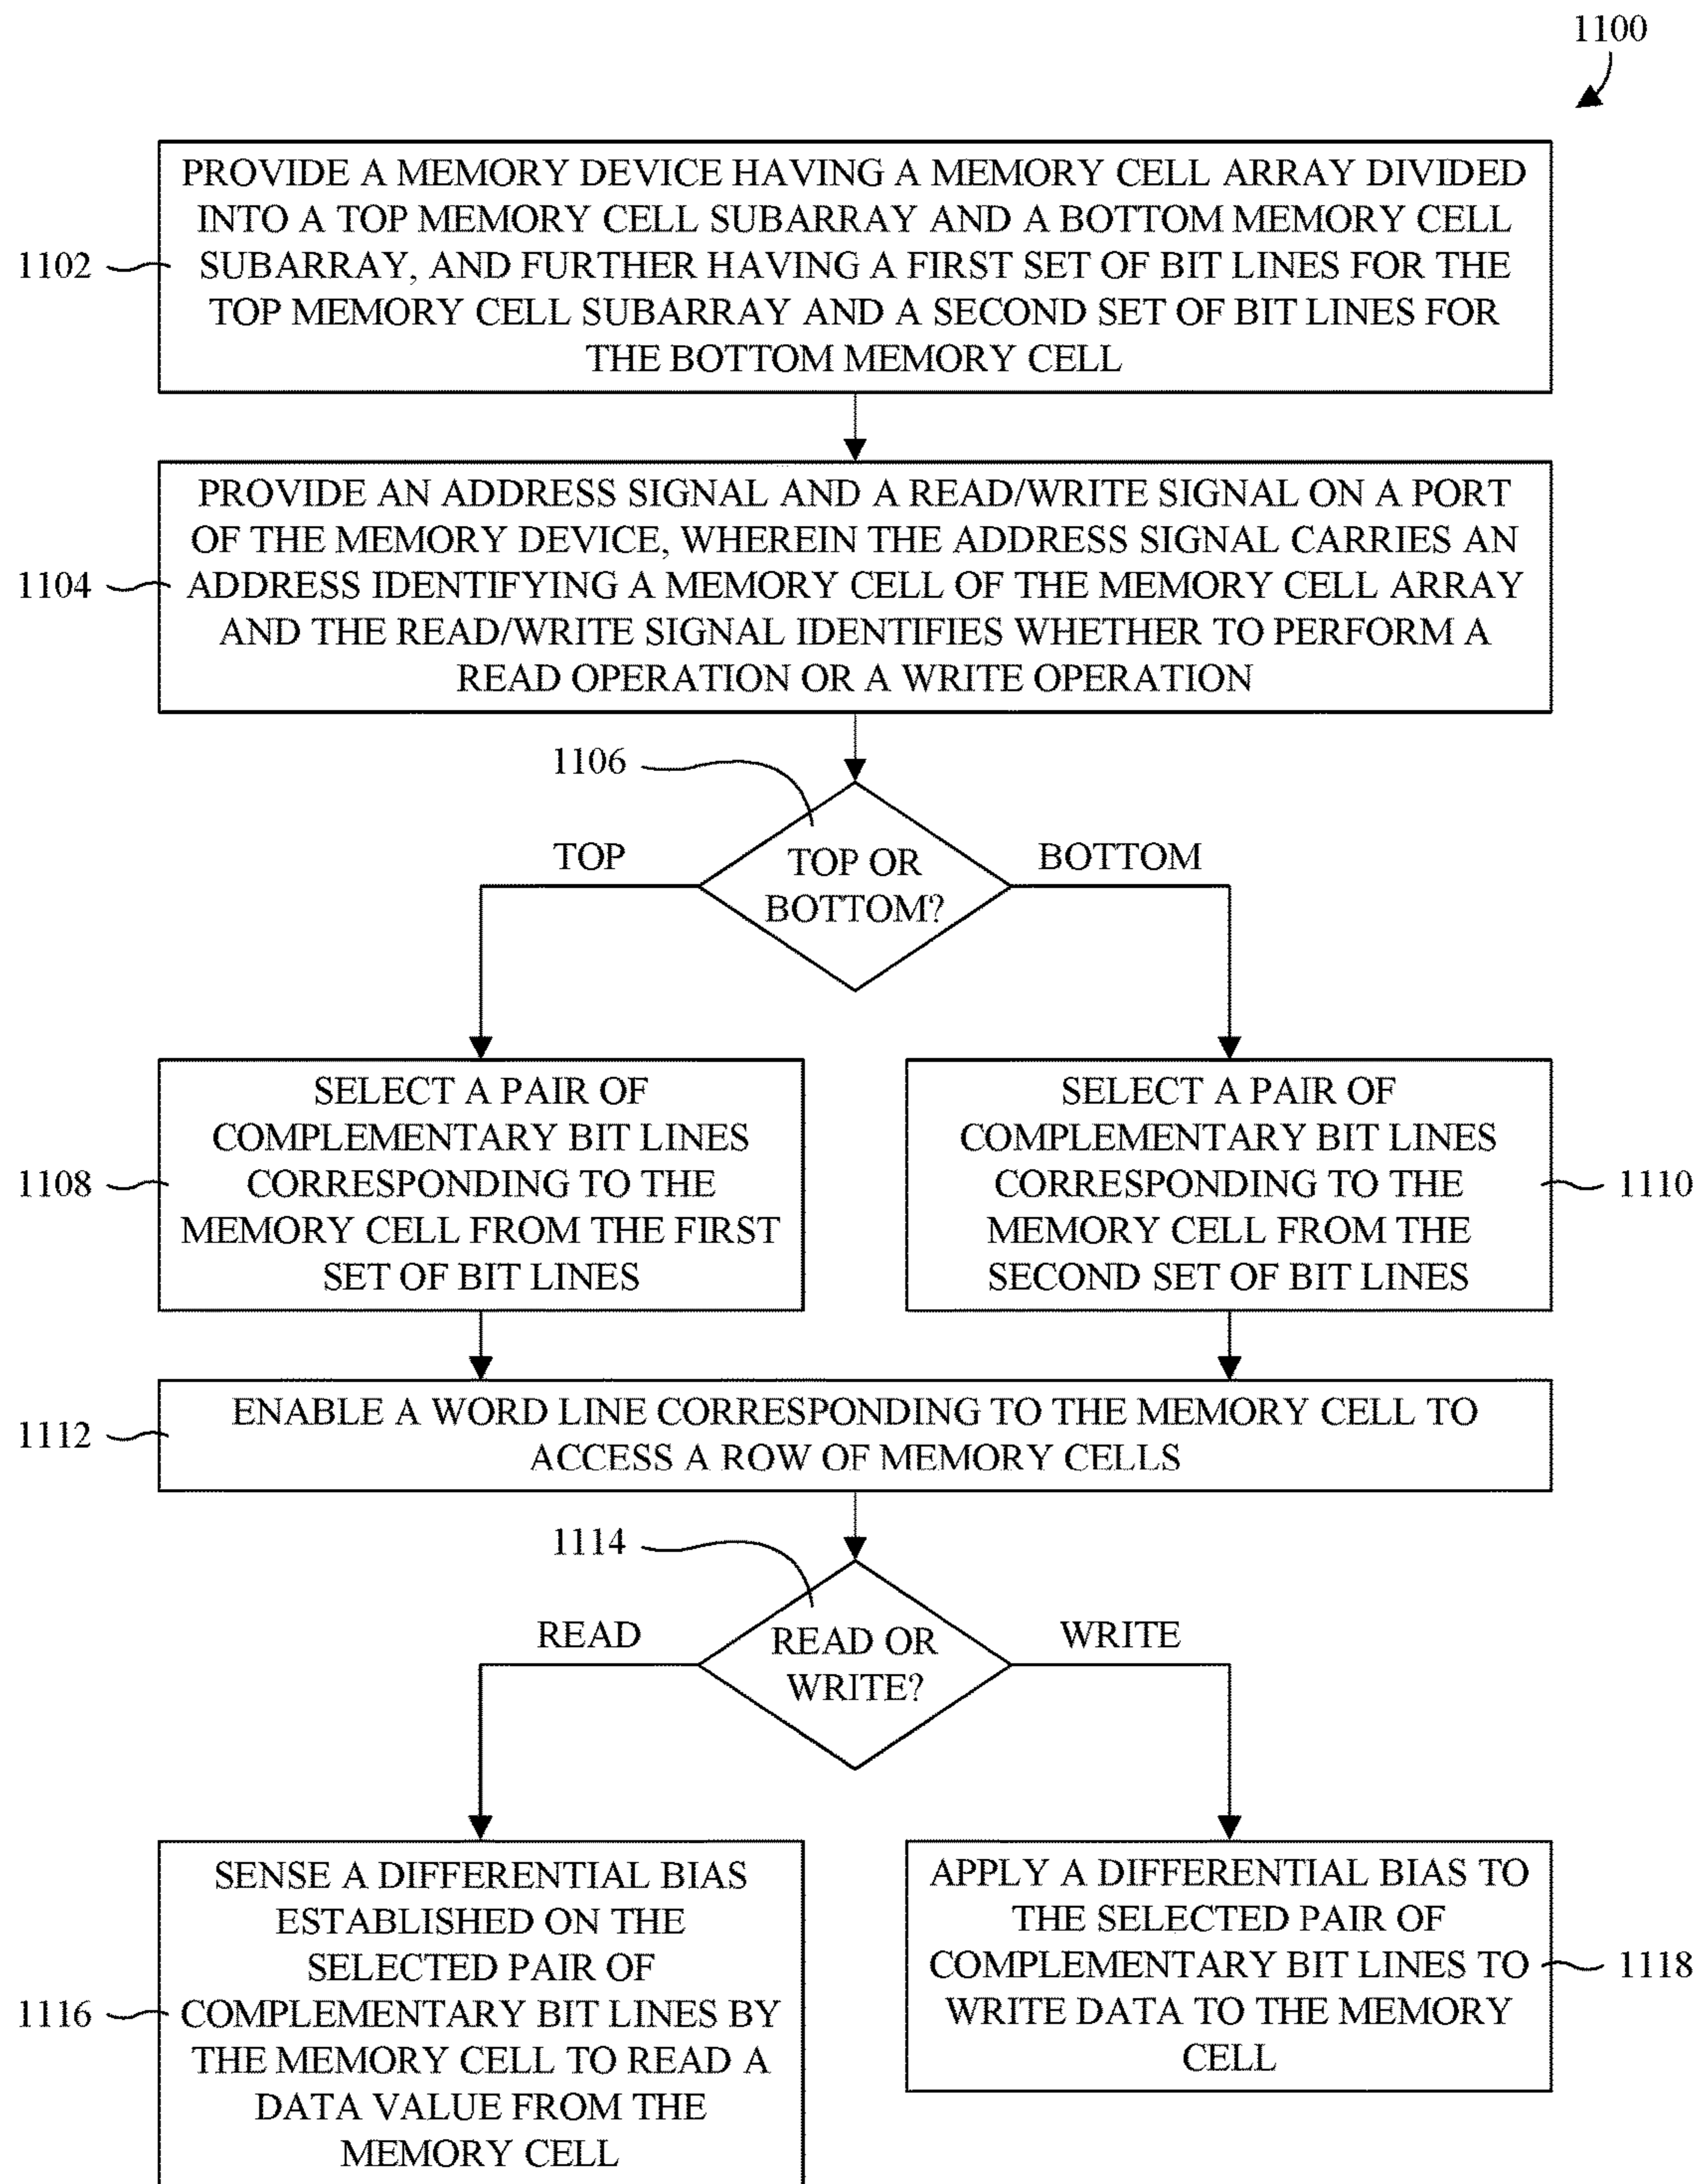 1100
PROVIDE A MEMORY DEVICE HAVING A MEMORY CELL ARRAY DIVIDED
INTO A TOP MEMORY CELL SUBARRAY AND A BOTTOM MEMORY CELL
1102
SUBARRAY, AND FURTHER HAVING A FIRST SET OF BIT LINES FOR THE
TOP MEMORY CELL SUBARRAY AND A SECOND SET OF BIT LINES FOR
THE BOTTOM MEMORY CELL
PROVIDE AN ADDRESS SIGNAL AND A READ/WRITE SIGNAL ON A PORT
OF THE MEMORY DEVICE, WHEREIN THE ADDRESS SIGNAL CARRIES AN
1104
ADDRESS IDENTIFYING A MEMORY CELL OF THE MEMORY CELL ARRAY
AND THE READ/WRITE SIGNAL IDENTIFIES WHETHER TO PERFORM A
READ OPERATION OR A WRITE OPERATION
1106
TOP
TOP OR
BOTTOM?
BOTTOM
1108
SELECT A PAIR OF
COMPLEMENTARY BIT LINES
CORRESPONDING TO THE
MEMORY CELL FROM THE FIRST
SET OF BIT LINES
SELECT A PAIR OF
COMPLEMENTARY BIT LINES
CORRESPONDING TO THE
MEMORY CELL FROM THE
SECOND SET OF BIT LINES
1110
1112
ENABLE A WORD LINE CORRESPONDING TO THE MEMORY CELL TO
ACCESS A ROW OF MEMORY CELLS
1114
READ
READ OR
WRITE?
WRITE
1116
SENSE A DIFFERENTIAL BIAS
ESTABLISHED ON THE
SELECTED PAIR OF
COMPLEMENTARY BIT LINES BY
THE MEMORY CELL TO READ A
DATA VALUE FROM THE
MEMORY CELL
APPLY A DIFFERENTIAL BIAS TO
THE SELECTED PAIR OF
COMPLEMENTARY BIT LINES TO
WRITE DATA TO THE MEMORY
CELL
1118